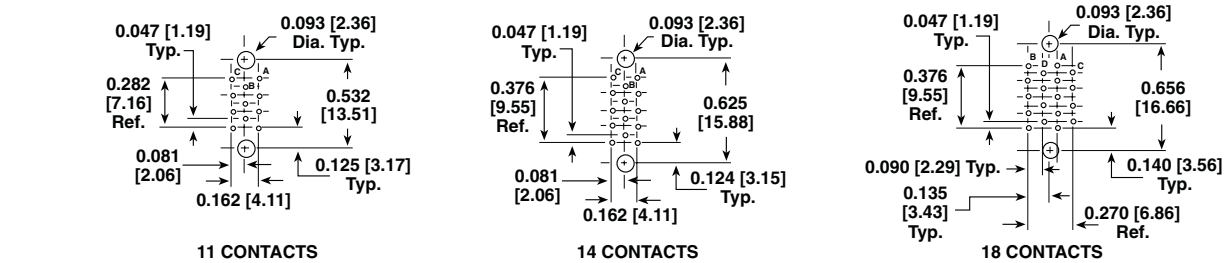 0.047 [1.19]
Typ.
0.093 [2.36]
Dia. Typ.
C
A
B
0.282
[7.16]
Ref.
0.532
[13.51]
0.081
[2.06]
0.125 [3.17]
Typ.
0.162 [4.11]
11 CONTACTS
0.047 [1.19]
Typ.
0.093 [2.36]
Dia. Typ.
C
A
B
0.376
[9.55]
Ref.
0.625
[15.88]
0.081
[2.06]
0.124 [3.15]
Typ.
0.162 [4.11]
14 CONTACTS
0.047 [1.19]
Typ.
0.093 [2.36]
Dia. Typ.
B
D
A
C
0.376
[9.55]
Ref.
0.656
[16.66]
0.090 [2.29] Typ.
0.140 [3.56]
Typ.
0.135
[3.43]
Typ.
0.270 [6.86]
Ref.
18 CONTACTS